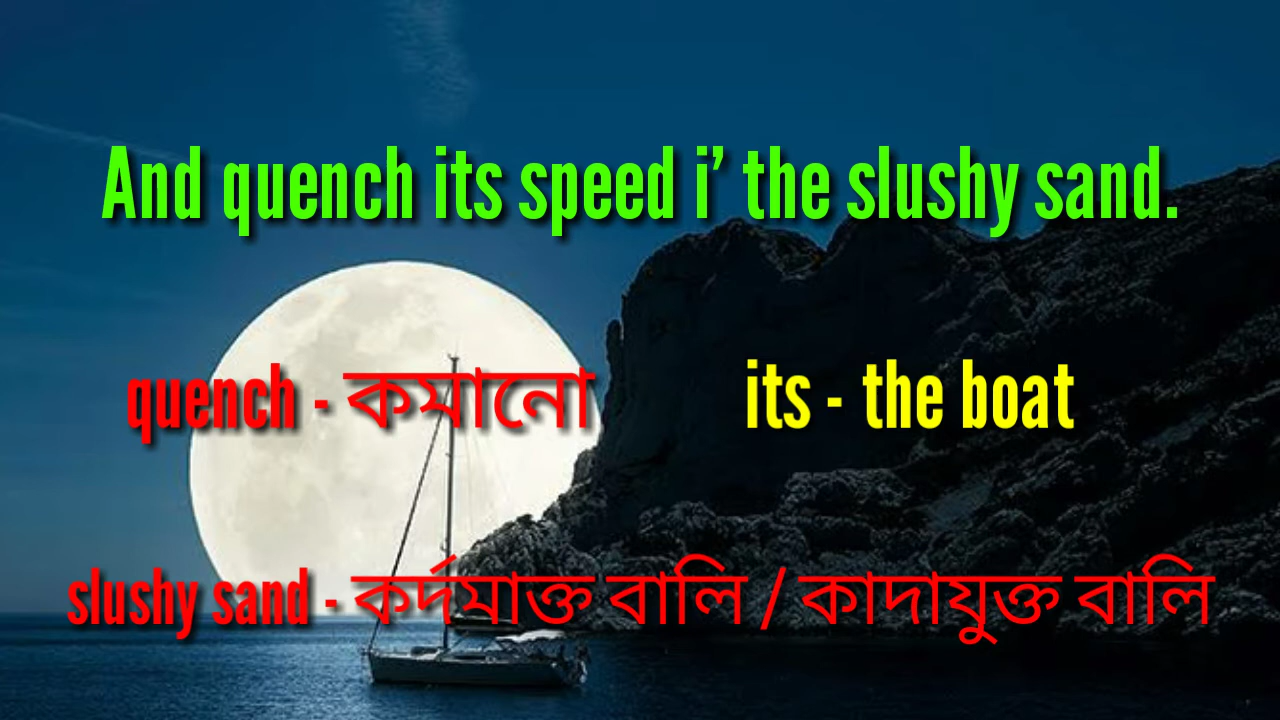 And quench its speed i’ the slushy sand.
quench - কমানো its - the boat
slushy sand - কর্দমাক্ত বালি / কাদাযুক্ত বালি